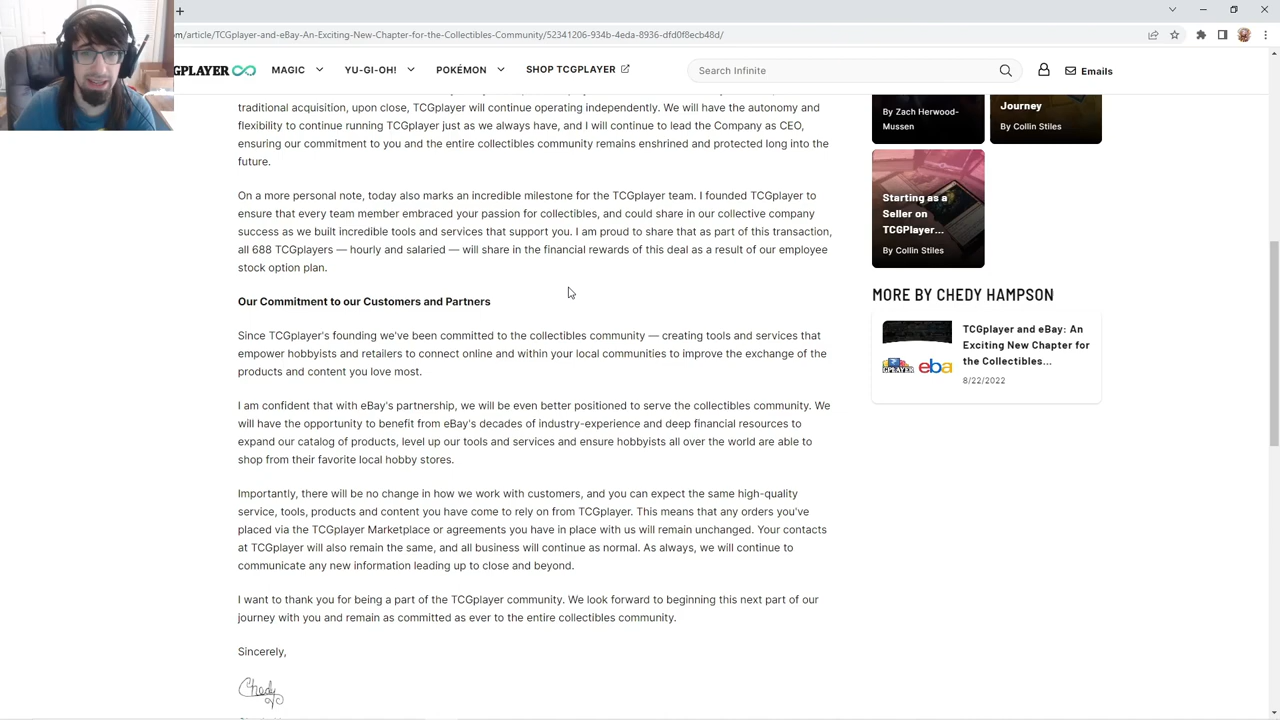 om/article/TCGplayer-and-eBay-An-Exciting-New-Chapter-for-the-Collectibles-Community/52341206-934b-4eda-8936-dfd0f8ecb48d/
GPLAYER
MAGIC
YU-GI-OH!
POKÉMON
SHOP TCGPLAYER
Search Infinite
Emails
traditional acquisition, upon close, TCGplayer will continue operating independently. We will have the autonomy and
flexibility to continue running TCGplayer just as we always have, and I will continue to lead the Company as CEO,
ensuring our commitment to you and the entire collectibles community remains enshrined and protected long into the
future.
On a more personal note, today also marks an incredible milestone for the TCGplayer team. I founded TCGplayer to
ensure that every team member embraced your passion for collectibles, and could share in our collective company
success as we built incredible tools and services that support you. I am proud to share that as part of this transaction,
all 688 TCGplayers — hourly and salaried — will share in the financial rewards of this deal as a result of our employee
stock option plan.
Our Commitment to our Customers and Partners
Since TCGplayer's founding we've been committed to the collectibles community — creating tools and services that
empower hobbyists and retailers to connect online and within your local communities to improve the exchange of the
products and content you love most.
I am confident that with eBay's partnership, we will be even better positioned to serve the collectibles community. We
will have the opportunity to benefit from eBay's decades of industry-experience and deep financial resources to
expand our catalog of products, level up our tools and services and ensure hobbyists all over the world are able to
shop from their favorite local hobby stores.
Importantly, there will be no change in how we work with customers, and you can expect the same high-quality
service, tools, products and content you have come to rely on from TCGplayer. This means that any orders you've
placed via the TCGplayer Marketplace or agreements you have in place with us will remain unchanged. Your contacts
at TCGplayer will also remain the same, and all business will continue as normal. As always, we will continue to
communicate any new information leading up to close and beyond.
I want to thank you for being a part of the TCGplayer community. We look forward to beginning this next part of our
journey with you and remain as committed as ever to the entire collectibles community.
Sincerely,
Chedy
By Zach Herwood-
Mussen
Journey
By Collin Stiles
Starting as a
Seller on
TCGPlayer...
By Collin Stiles
MORE BY CHEDY HAMPSON
GPLAYER
eba
TCGplayer and eBay: An
Exciting New Chapter for
the Collectibles...
8/22/2022